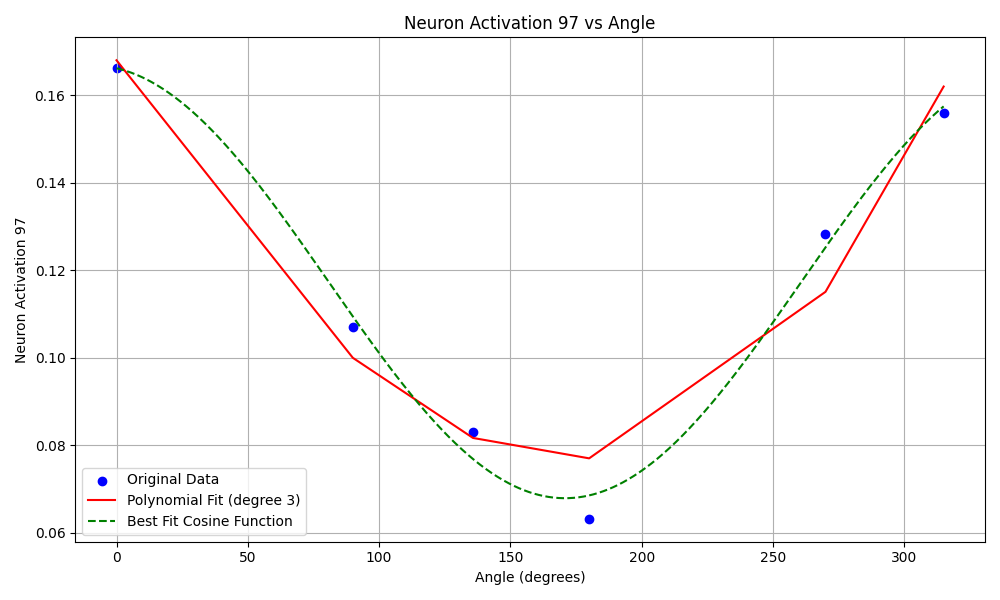 Neuron Activation 97 vs Angle
Neuron Activation 97
0.16
0.14
0.12
0.10
0.08
0.06
Original Data
Polynomial Fit (degree 3)
Best Fit Cosine Function
0 50 100 150 200 250 300
Angle (degrees)